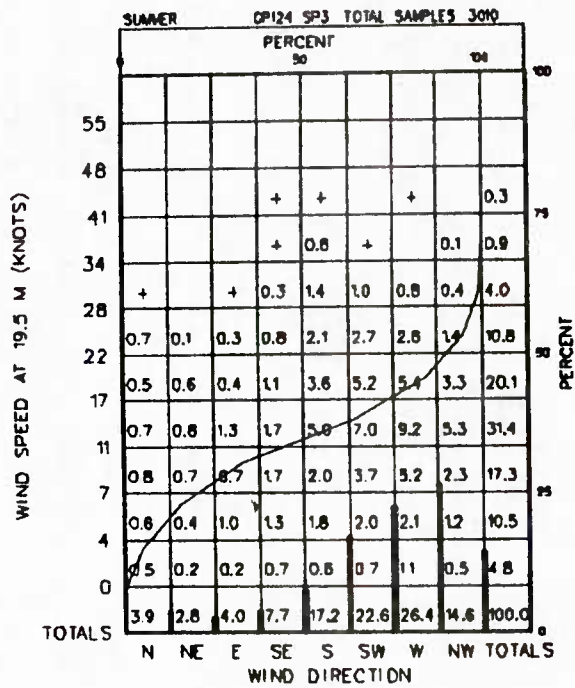 SUMMER OP124 SP3 TOTAL SAMPLES 3010
PERCENT
0 50 100
100
55
48
+ + + 0.3
41 75
+ 0.6 + 0.1 0.9
34
+ + 0.3 1.4 1.0 0.8 0.4 4.0
28
0.7 0.1 0.3 0.8 2.1 2.7 2.8 1.4 10.8
22 50
0.5 0.6 0.4 1.1 3.6 5.2 5.4 3.3 20.1
17
0.7 0.8 1.3 1.7 7.0 9.2 5.3 31.4
11
0.8 0.7 0.7 1.7 2.0 3.7 5.2 2.3 17.3
7 25
0.6 0.4 1.0 1.3 1.8 2.0 2.1 1.2 10.5
4
0.5 0.2 0.2 0.7 0.6 0.7 1.1 0.5 4.8
0
TOTALS 3.9 2.8 4.0 7.7 17.2 22.6 26.4 14.6 100.0 0
N NE E SE S SW W NW TOTALS
WIND DIRECTION
WIND SPEED AT 19.5 M (KNOTS)
PERCENT